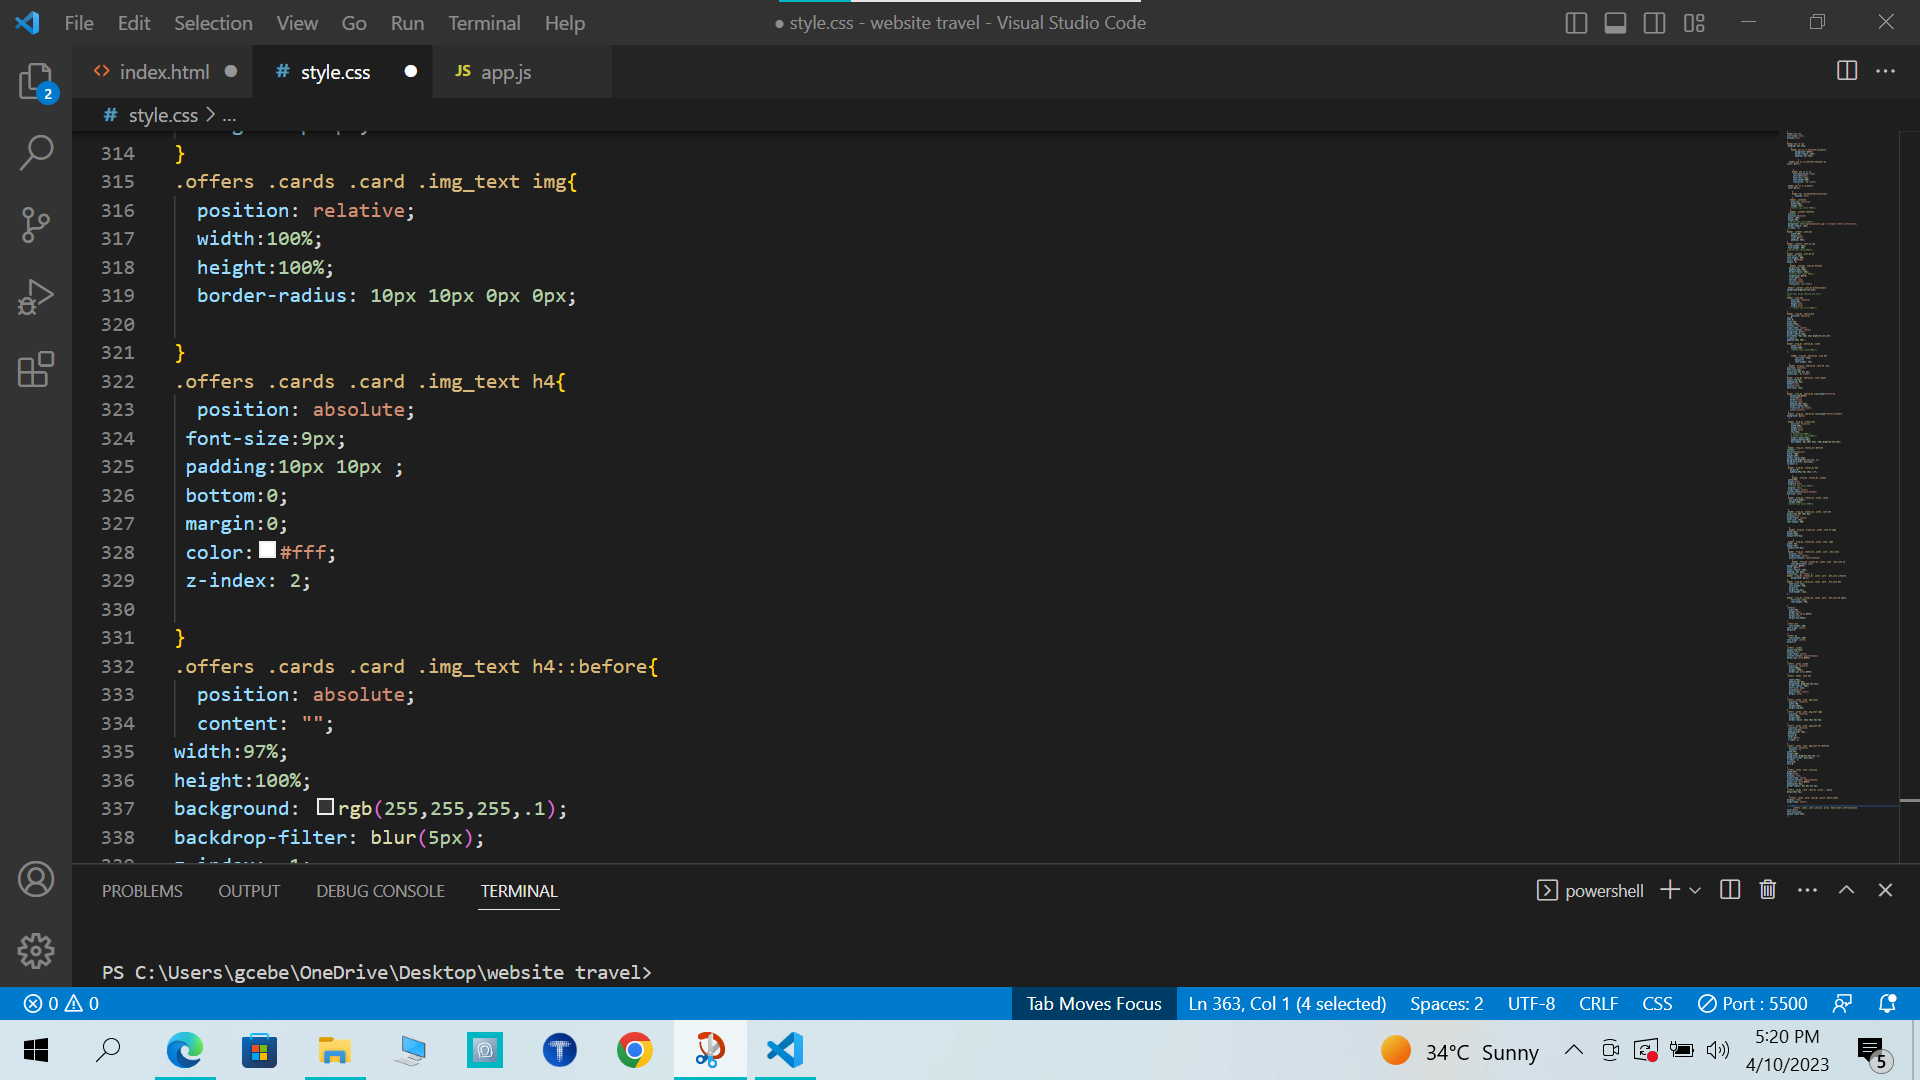 File Edit Selection View Go Run Terminal Help
● style.css - website travel - Visual Studio Code
<> index.html ●
# style.css ●
JS app.js
# style.css > ...
2
314 }
315 .offers .cards .card .img_text img{
316 position: relative;
317 width:100%;
318 height:100%;
319 border-radius: 10px 10px 0px 0px;
320
321 }
322 .offers .cards .card .img_text h4{
323 position: absolute;
324 font-size:9px;
325 padding:10px 10px ;
326 bottom:0;
327 margin:0;
328 color:#fff;
329 z-index: 2;
330
331 }
332 .offers .cards .card .img_text h4::before{
333 position: absolute;
334 content: "";
335 width:97%;
336 height:100%;
337 background: rgb(255,255,255,.1);
338 backdrop-filter: blur(5px);
PROBLEMS OUTPUT DEBUG CONSOLE TERMINAL
powershell
PS C:\Users\gcebe\OneDrive\Desktop\website travel>
0 0
Tab Moves Focus Ln 363, Col 1 (4 selected) Spaces: 2 UTF-8 CRLF CSS Port : 5500
T
34°C Sunny
5:20 PM
4/10/2023
5